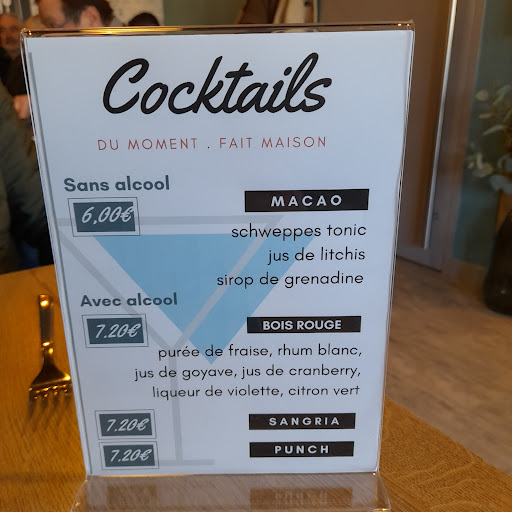 Cocktails
DU MOMENT . FAIT MAISON
Sans alcool
6,00€
MACAO
schweppes tonic
jus de litchis
sirop de grenadine
Avec alcool
7.20€
BOIS ROUGE
purée de fraise, rhum blanc,
jus de goyave, jus de cranberry,
liqueur de violette, citron vert
7.20€
SANGRIA
7.20€
PUNCH